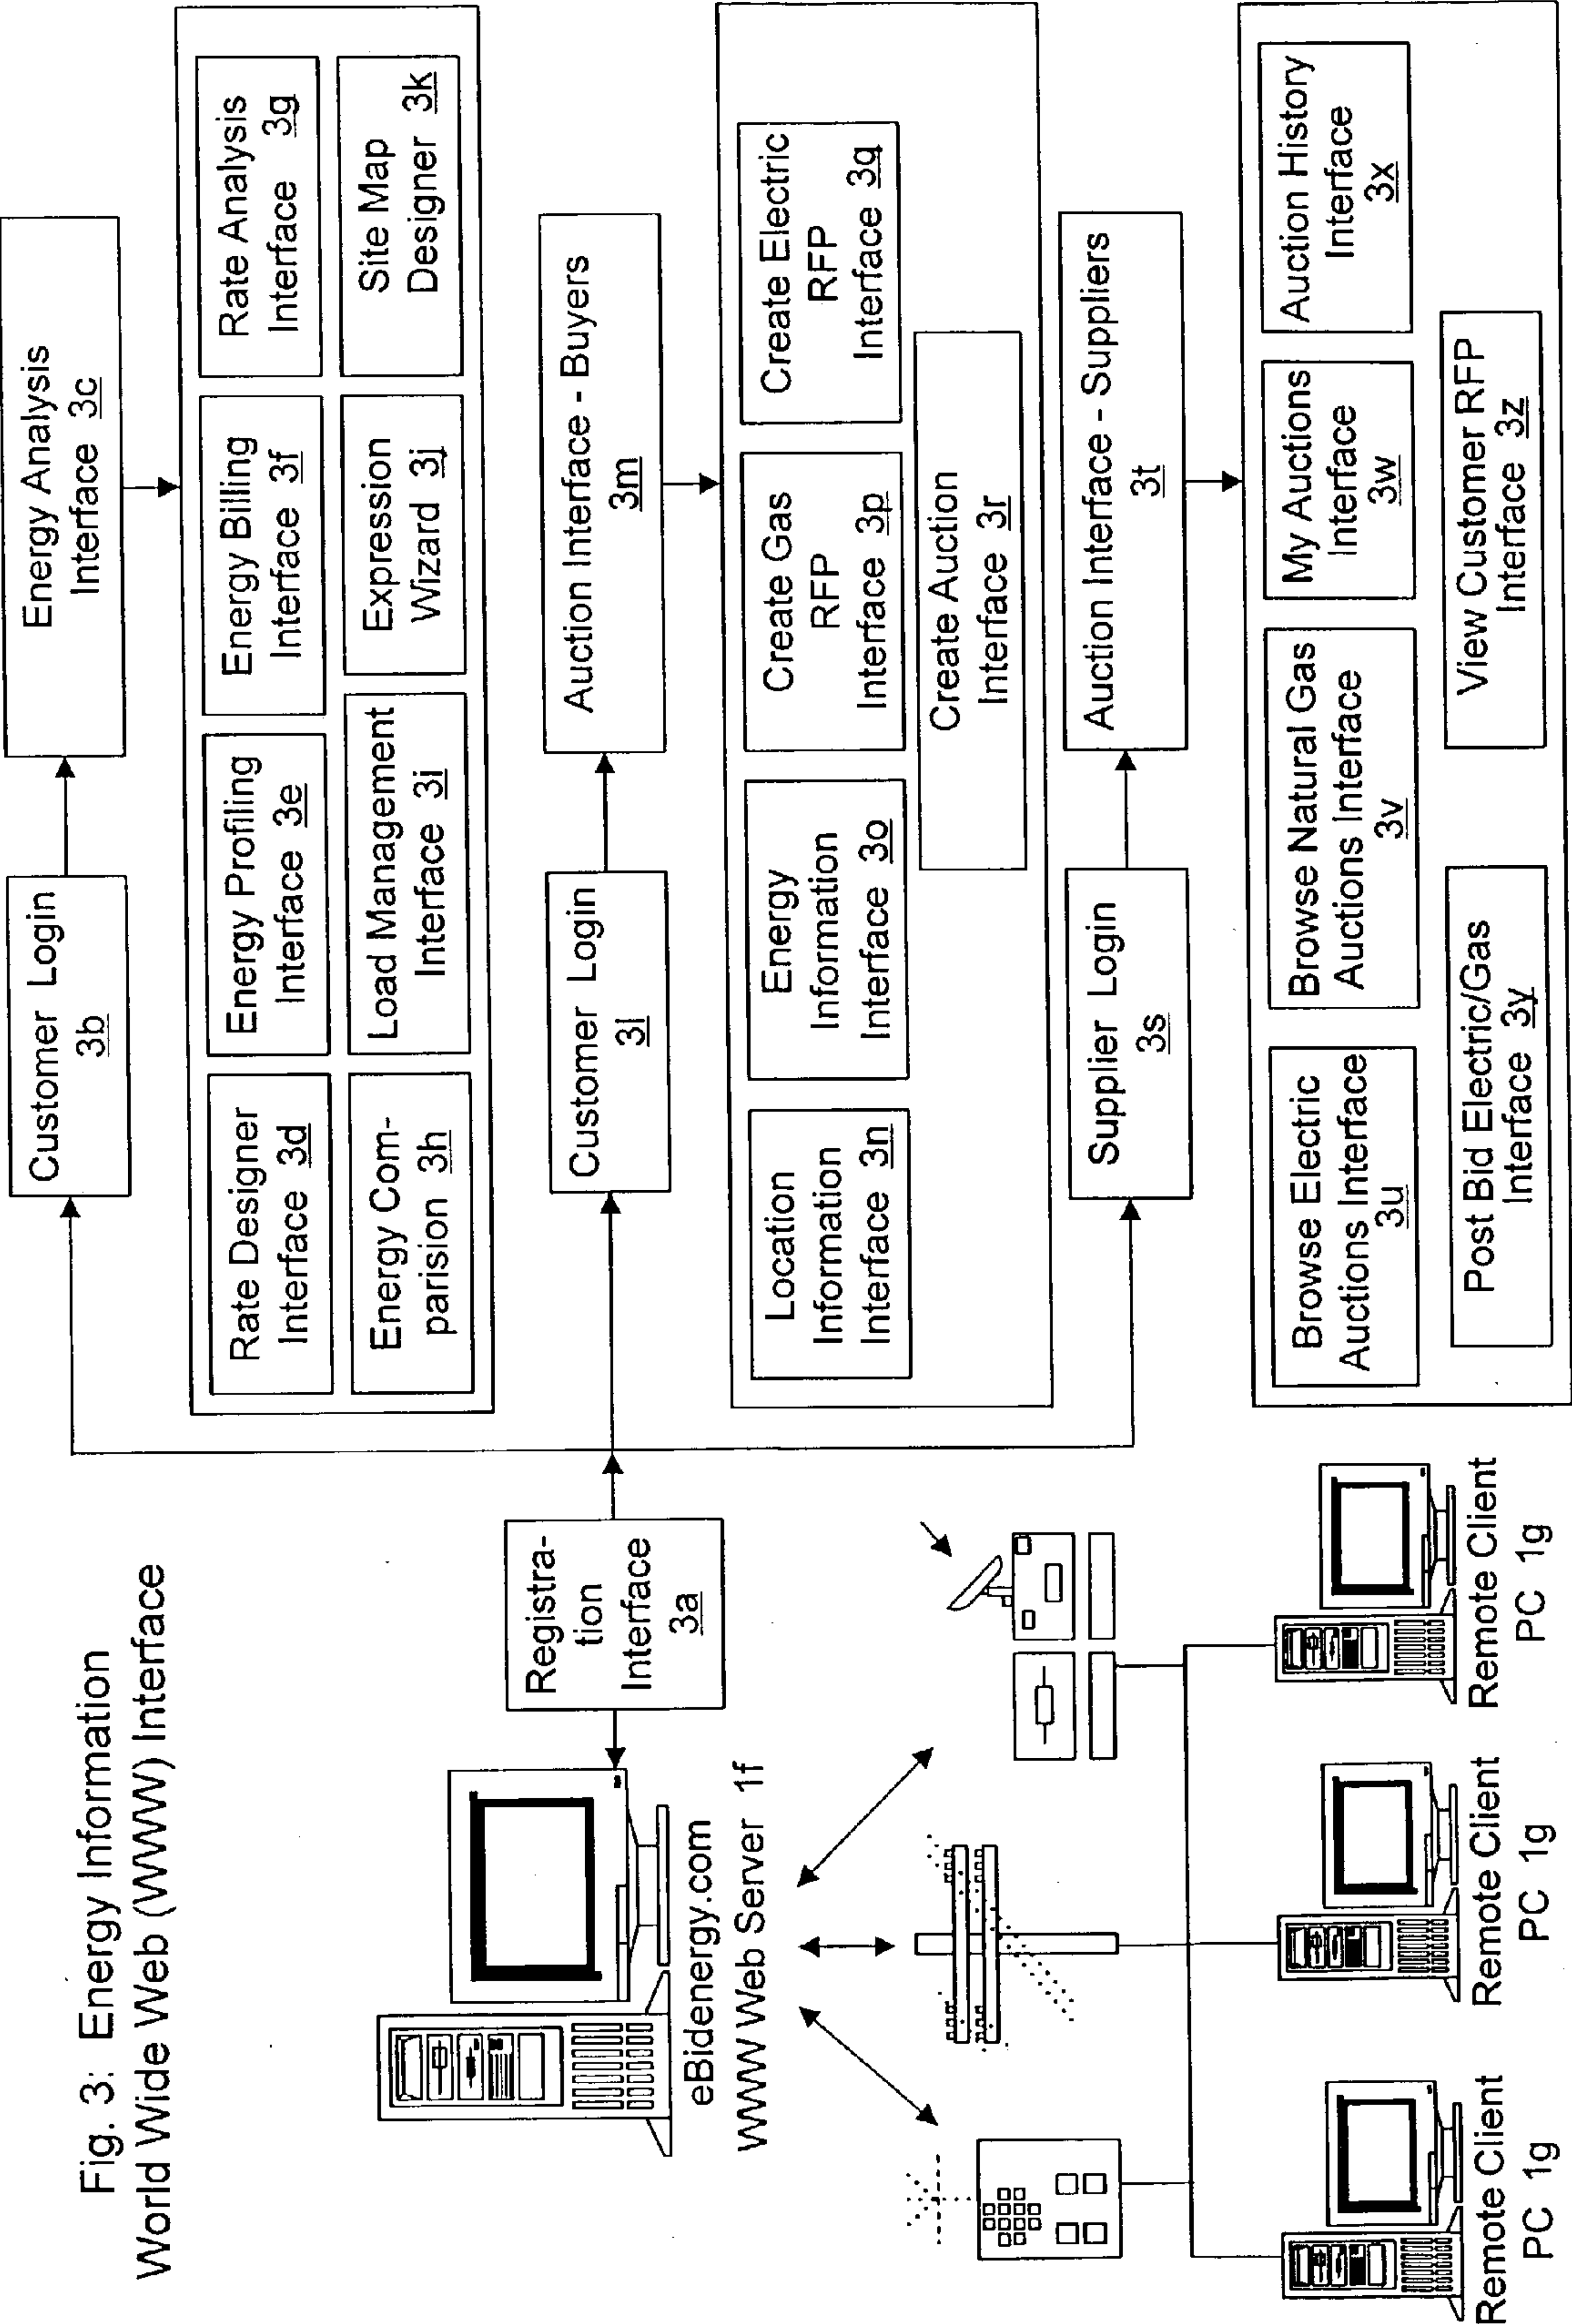 Fig. 3: Energy Information
World Wide Web (WWW) Interface
eBidenergy.com
WWW Web Server 1f
Remote Client
PC 1g
Remote Client
PC 1g
Remote Client
PC 1g
Registra-
tion
Interface
3a
Customer Login
3b
Energy Analysis
Interface 3c
Rate Designer
Interface 3d
Energy Profiling
Interface 3e
Energy Billing
Interface 3f
Rate Analysis
Interface 3g
Energy Com-
parision 3h
Load Management
Interface 3i
Expression
Wizard 3j
Site Map
Designer 3k
Customer Login
3l
Auction Interface - Buyers
3m
Location
Information
Interface 3n
Energy
Information
Interface 3o
Create Gas
RFP
Interface 3p
Create Electric
RFP
Interface 3q
Create Auction
Interface 3r
Supplier Login
3s
Auction Interface - Suppliers
3t
Browse Electric
Auctions Interface
3u
Browse Natural Gas
Auctions Interface
3v
My Auctions
Interface
3w
Auction History
Interface
3x
Post Bid Electric/Gas
Interface 3y
View Customer RFP
Interface 3z